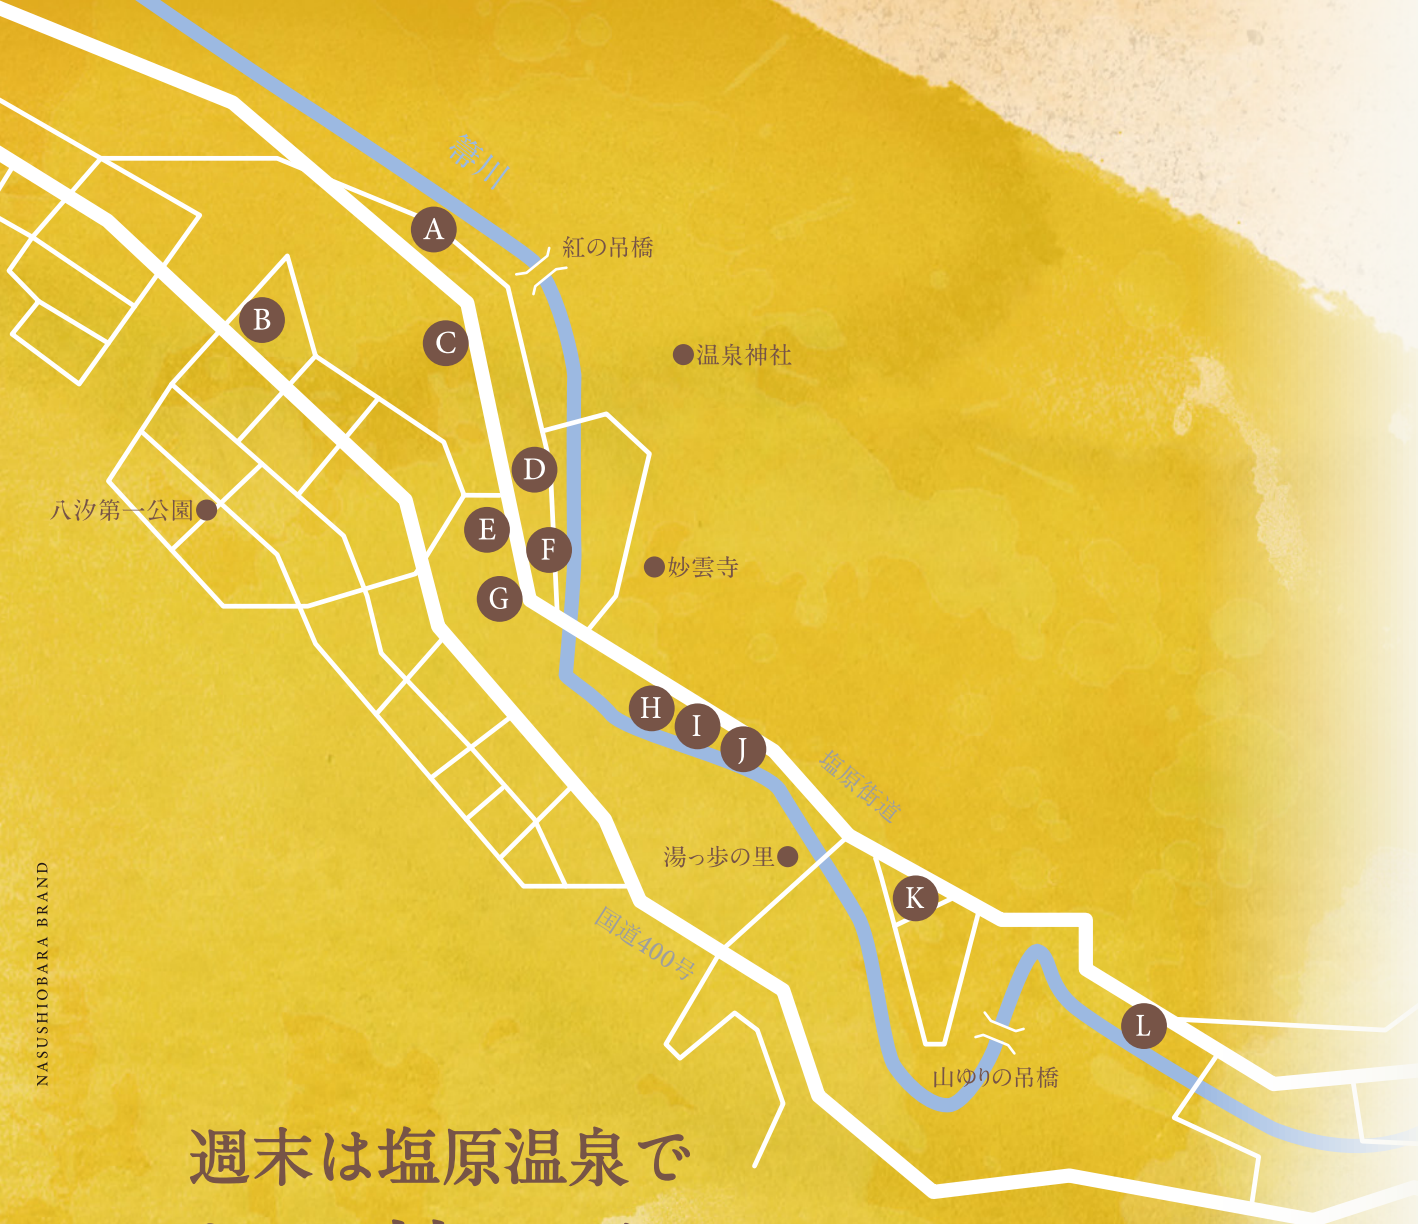 箒川
A
紅の吊橋
B
C
温泉神社
D
八汐第一公園
E
F
妙雲寺
G
H
I
J
塩原街道
湯っ歩の里
K
国道400号
L
山ゆりの吊橋
NASUSHIOBARA BRAND
週末は塩原温泉で